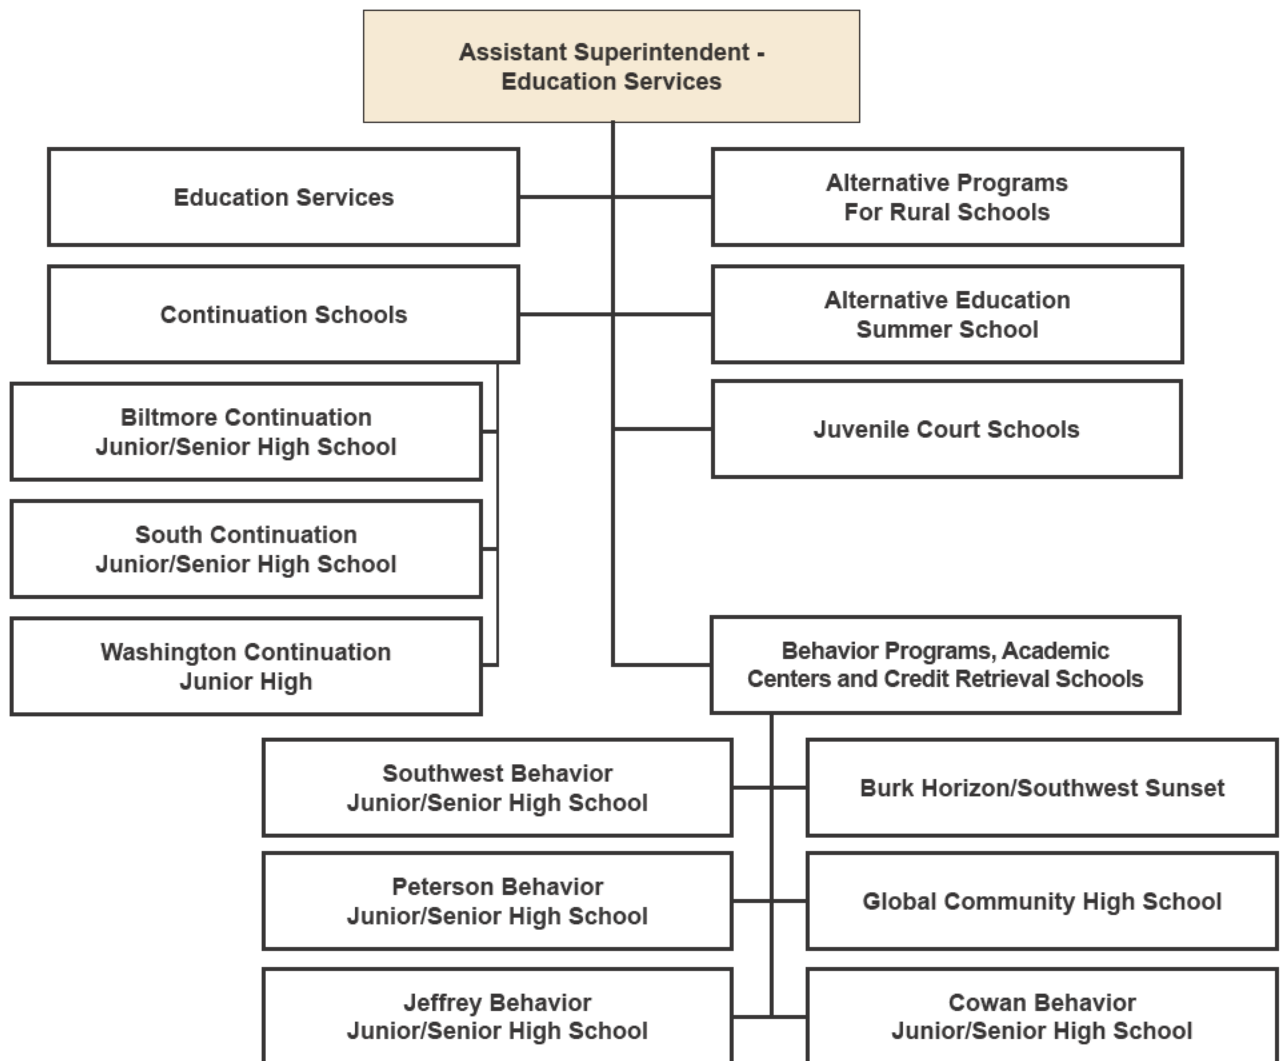 Assistant Superintendent -
Education Services
Education Services
Alternative Programs
For Rural Schools
Continuation Schools
Alternative Education
Summer School
Biltmore Continuation
Junior/Senior High School
Juvenile Court Schools
South Continuation
Junior/Senior High School
Washington Continuation
Junior High
Behavior Programs, Academic
Centers and Credit Retrieval Schools
Southwest Behavior
Junior/Senior High School
Burk Horizon/Southwest Sunset
Peterson Behavior
Junior/Senior High School
Global Community High School
Jeffrey Behavior
Junior/Senior High School
Cowan Behavior
Junior/Senior High School